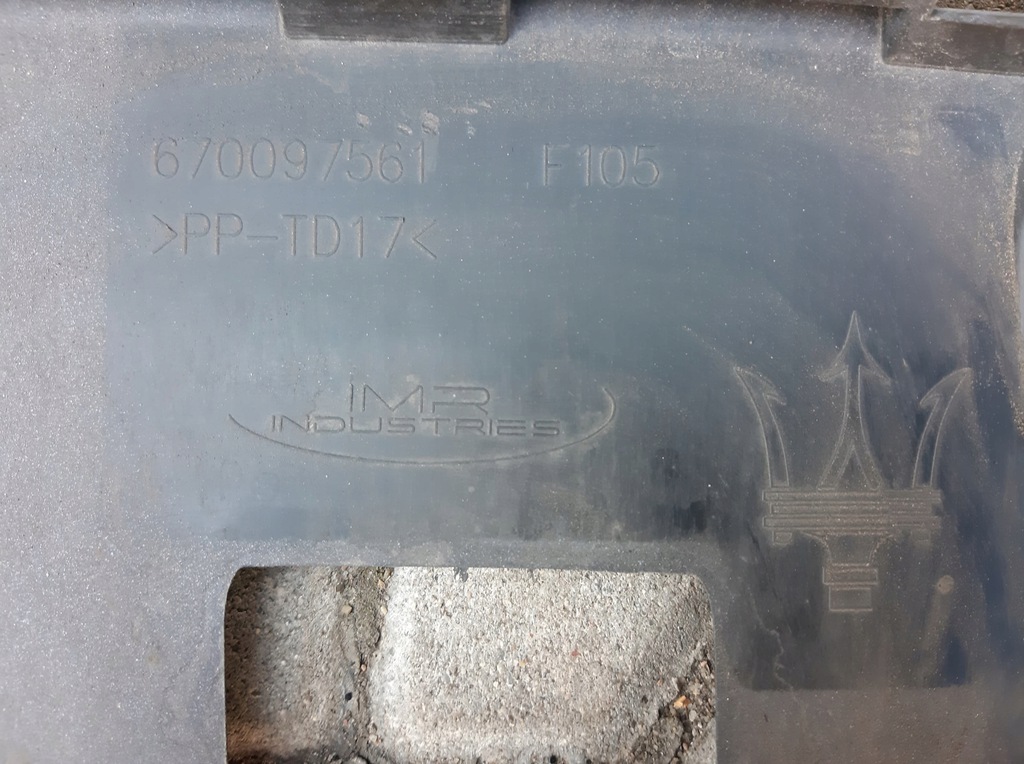 670097561 F105
>PP-TD17<
IMR
INDUSTRIES